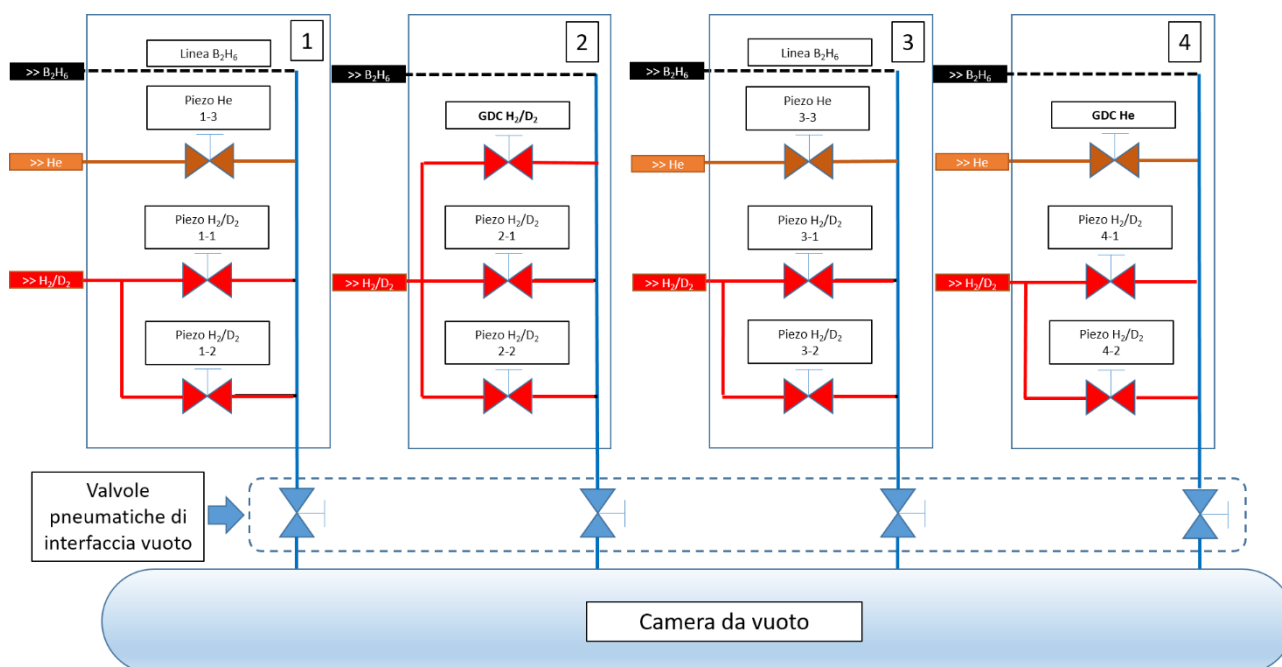 1
Linea B₂H₆
>> B₂H₆
Piezo He
1-3
>> He
Piezo H₂/D₂
1-1
>> H₂/D₂
Piezo H₂/D₂
1-2
2
>> B₂H₆
GDC H₂/D₂
Piezo H₂/D₂
2-1
>> H₂/D₂
Piezo H₂/D₂
2-2
3
Linea B₂H₆
>> B₂H₆
Piezo He
3-3
>> He
Piezo H₂/D₂
3-1
>> H₂/D₂
Piezo H₂/D₂
3-2
4
>> B₂H₆
GDC He
>> He
Piezo H₂/D₂
4-1
>> H₂/D₂
Piezo H₂/D₂
4-2
Valvole
pneumatiche di
interfaccia vuoto
Camera da vuoto